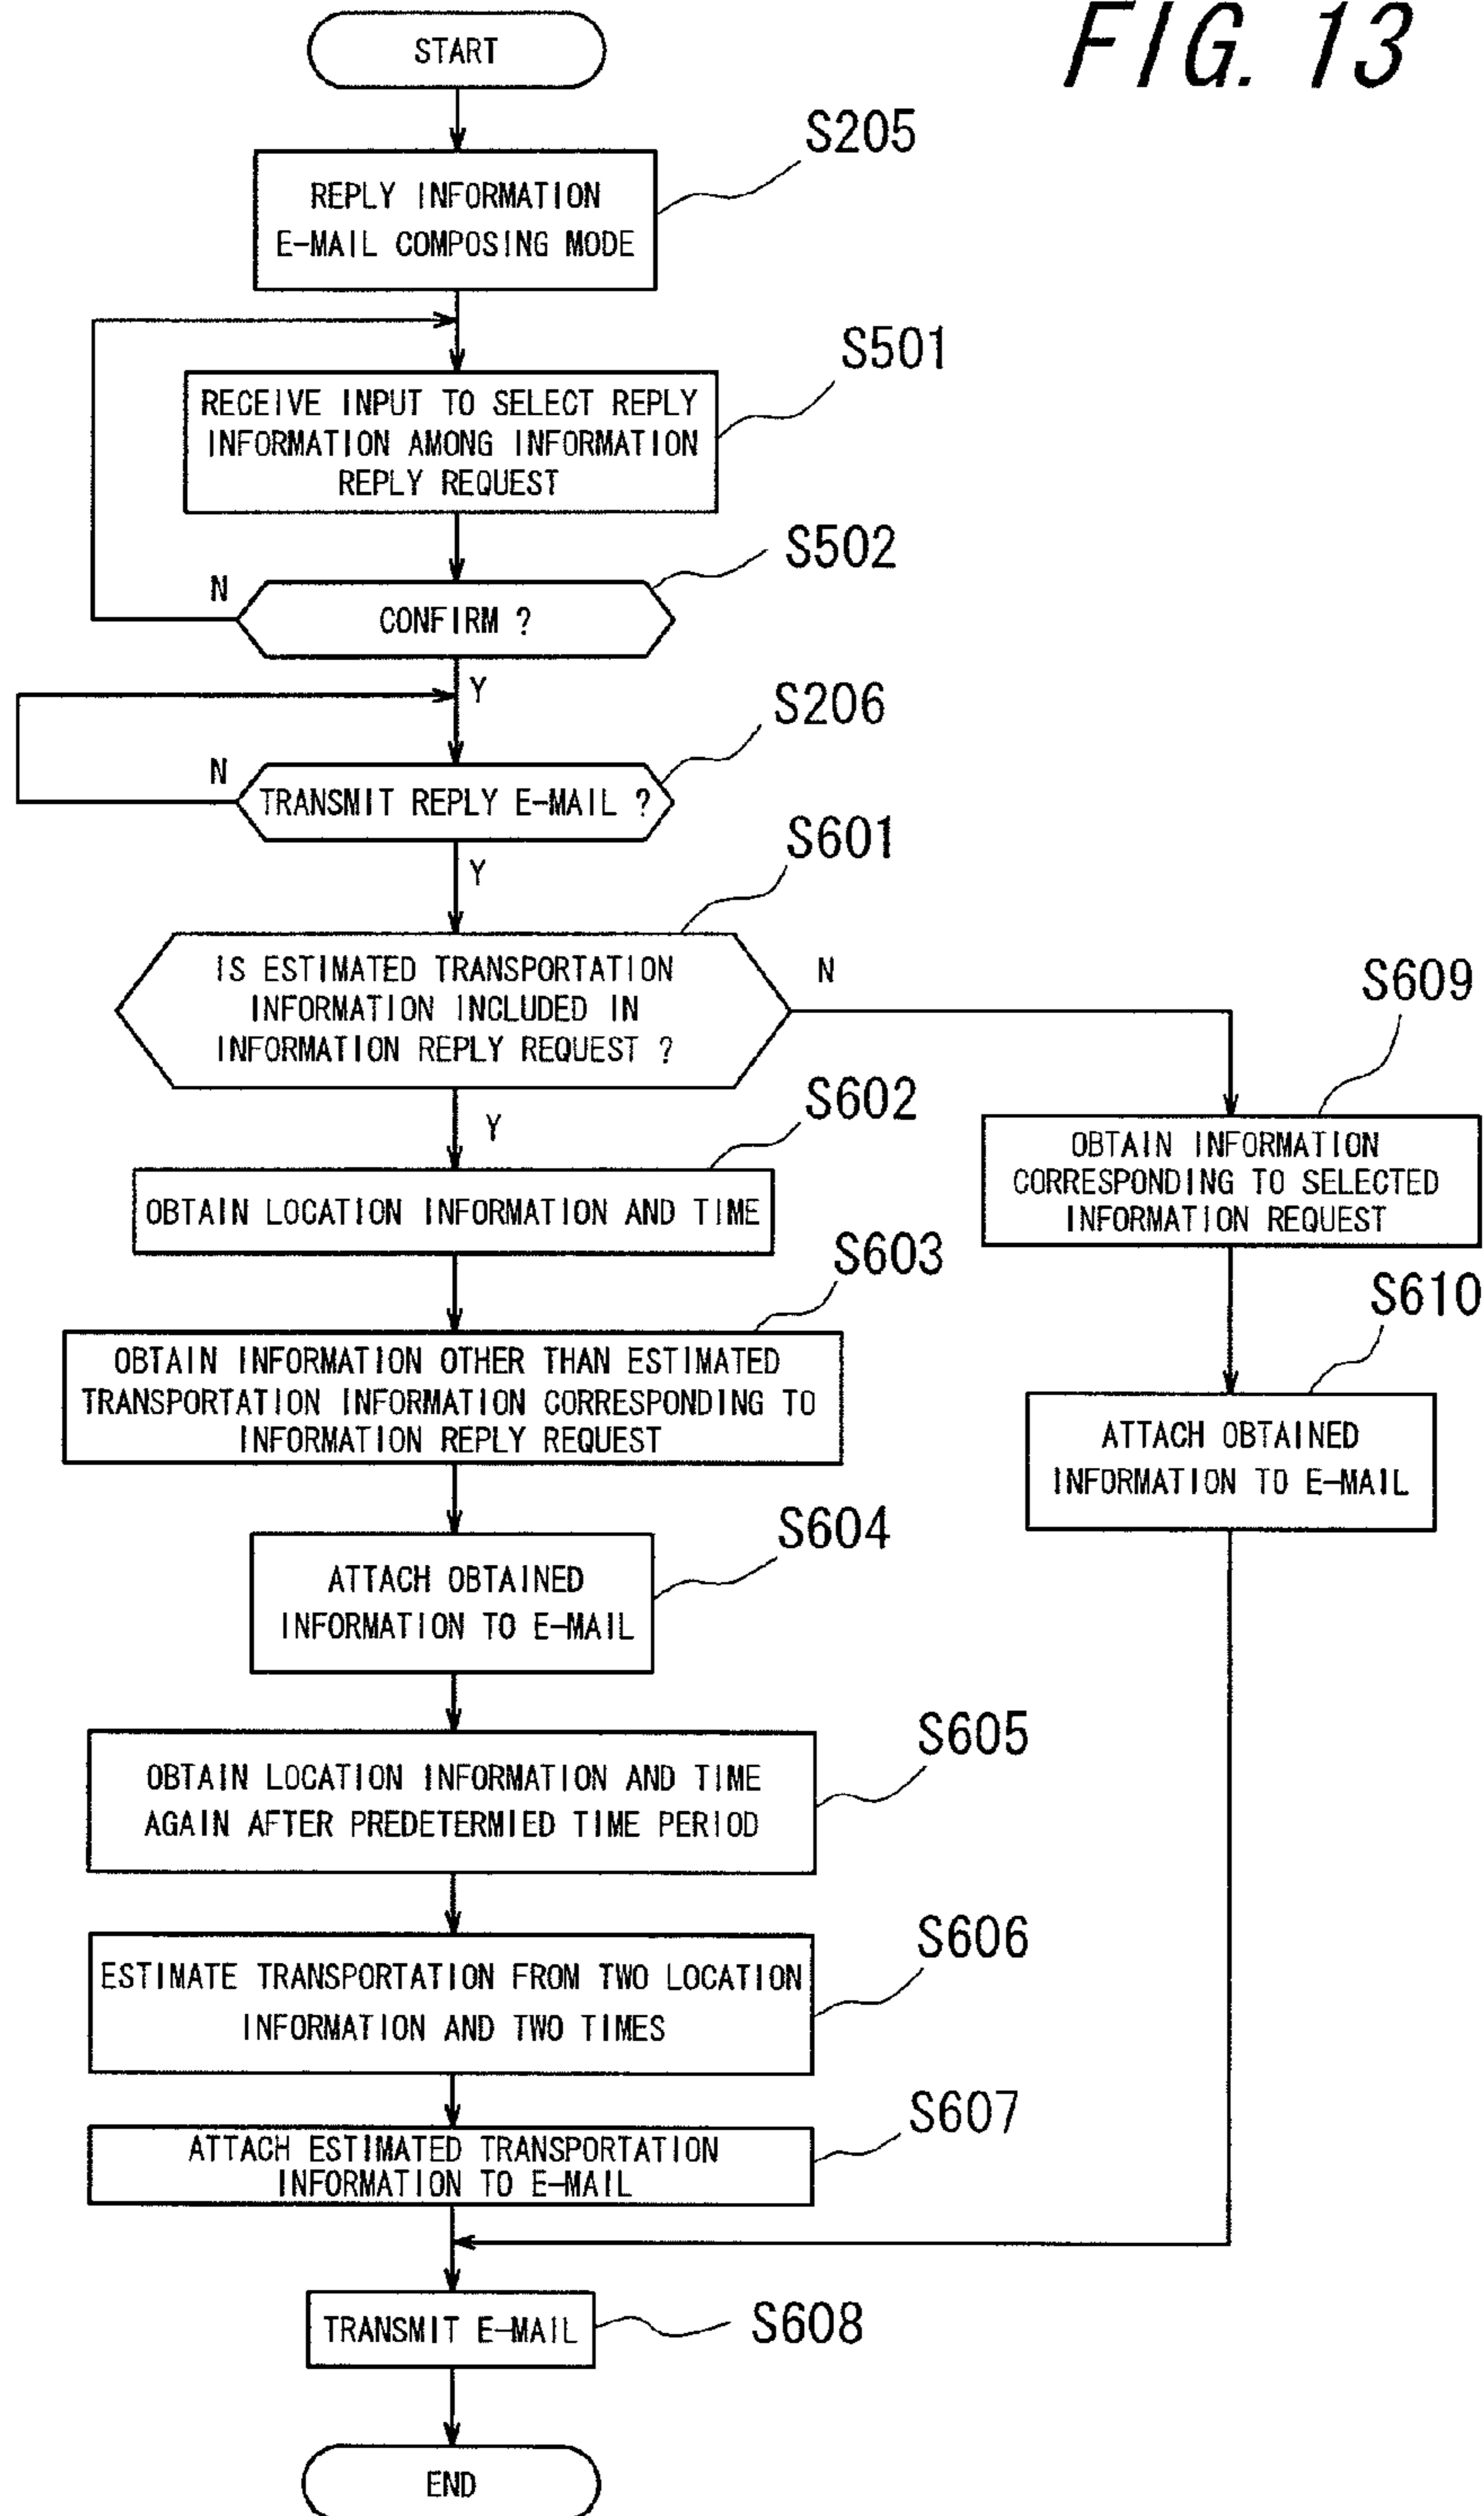 FIG. 13
START
S205
REPLY INFORMATION
E-MAIL COMPOSING MODE
S501
RECEIVE INPUT TO SELECT REPLY
INFORMATION AMONG INFORMATION
REPLY REQUEST
S502
N
CONFIRM ?
Y
S206
N
TRANSMIT REPLY E-MAIL ?
S601
Y
IS ESTIMATED TRANSPORTATION
INFORMATION INCLUDED IN
INFORMATION REPLY REQUEST ?
N
S609
Y
S602
OBTAIN INFORMATION
CORRESPONDING TO SELECTED
INFORMATION REQUEST
OBTAIN LOCATION INFORMATION AND TIME
S603
S610
OBTAIN INFORMATION OTHER THAN ESTIMATED
TRANSPORTATION INFORMATION CORRESPONDING TO
INFORMATION REPLY REQUEST
ATTACH OBTAINED
INFORMATION TO E-MAIL
S604
ATTACH OBTAINED
INFORMATION TO E-MAIL
S605
OBTAIN LOCATION INFORMATION AND TIME
AGAIN AFTER PREDETERMIED TIME PERIOD
S606
ESTIMATE TRANSPORTATION FROM TWO LOCATION
INFORMATION AND TWO TIMES
S607
ATTACH ESTIMATED TRANSPORTATION
INFORMATION TO E-MAIL
TRANSMIT E-MAIL
S608
END